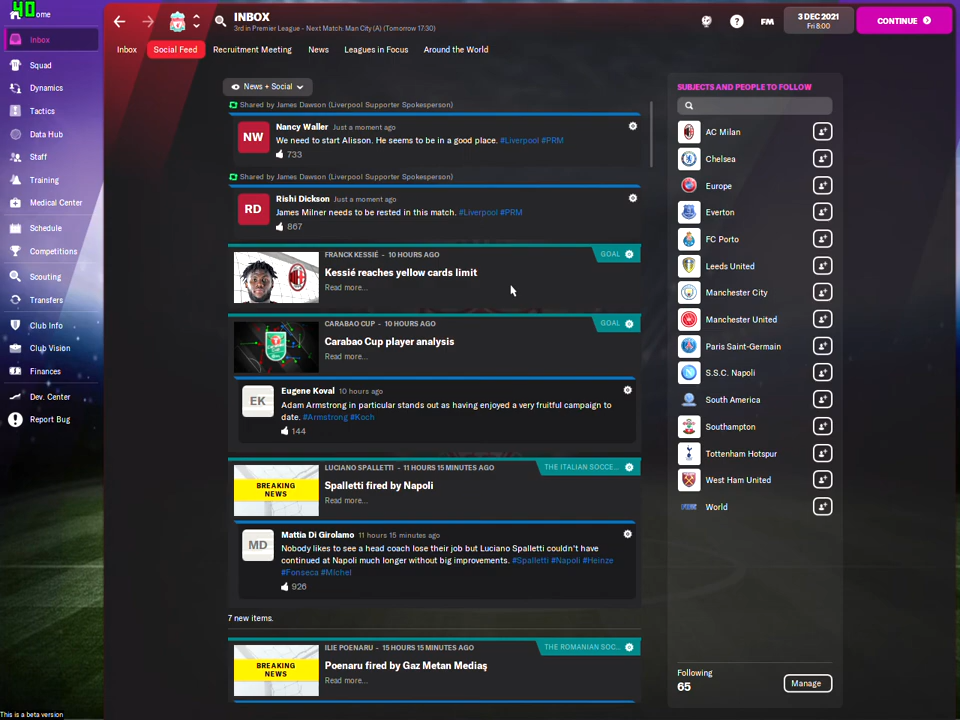 40
ome
INBOX
3rd in Premier League - Next Match: Man City (A) (Tomorrow 17:30)
?
FM
3 DEC 2021
Fri 8:00
CONTINUE
Inbox
Social Feed
Recruitment Meeting
News
Leagues in Focus
Around the World
Inbox
Squad
Dynamics
Tactics
Data Hub
Staff
Training
Medical Center
Schedule
Competitions
Scouting
Transfers
Club Info
Club Vision
Finances
Dev. Center
Report Bug
This is a beta version
News + Social
Shared by James Dawson (Liverpool Supporter Spokesperson)
NW
Nancy Waller Just a moment ago
We need to start Alisson. He seems to be in a good place. #Liverpool #PRM
733
Shared by James Dawson (Liverpool Supporter Spokesperson)
RD
Rishi Dickson Just a moment ago
James Milner needs to be rested in this match. #Liverpool #PRM
867
FRANCK KESSIÉ - 10 HOURS AGO
GOAL
Kessié reaches yellow cards limit
Read more...
CARABAO CUP - 10 HOURS AGO
GOAL
Carabao Cup player analysis
Read more...
EK
Eugene Koval 10 hours ago
Adam Armstrong in particular stands out as having enjoyed a very fruitful campaign to
date. #Armstrong #Koch
144
LUCIANO SPALLETTI - 11 HOURS 15 MINUTES AGO
THE ITALIAN SOCCE...
BREAKING
NEWS
Spalletti fired by Napoli
Read more...
MD
Mattia Di Girolamo 11 hours 15 minutes ago
Nobody likes to see a head coach lose their job but Luciano Spalletti couldn't have
continued at Napoli much longer without big improvements. #Spalletti #Napoli #Heinze
#Fonseca #Míchel
926
7 new items.
ILIE POENARU - 15 HOURS 15 MINUTES AGO
THE ROMANIAN SOC...
BREAKING
NEWS
Poenaru fired by Gaz Metan Mediaş
Read more...
SUBJECTS AND PEOPLE TO FOLLOW
AC Milan
Chelsea
Europe
Everton
FC Porto
Leeds United
Manchester City
Manchester United
Paris Saint-Germain
S.S.C. Napoli
South America
Southampton
Tottenham Hotspur
West Ham United
World
Following
65
Manage